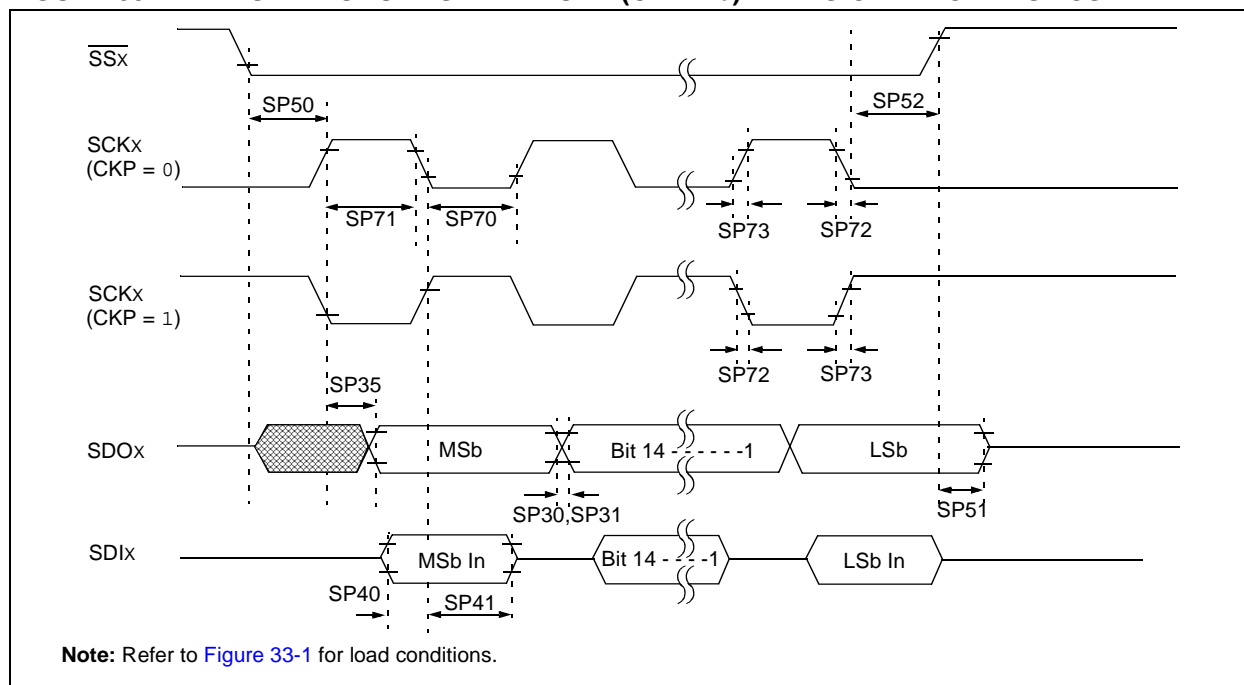 SSx
SP50
SP52
SCKx
(CKP = 0)
SP71
SP70
SP73
SP72
SCKx
(CKP = 1)
SP72
SP73
SP35
SDOx
MSb
Bit 14 - - - - - -1
LSb
SP30,SP31
SP51
SDIx
MSb In
Bit 14 - - - -1
LSb In
SP40
SP41
Note: Refer to Figure 33-1 for load conditions.